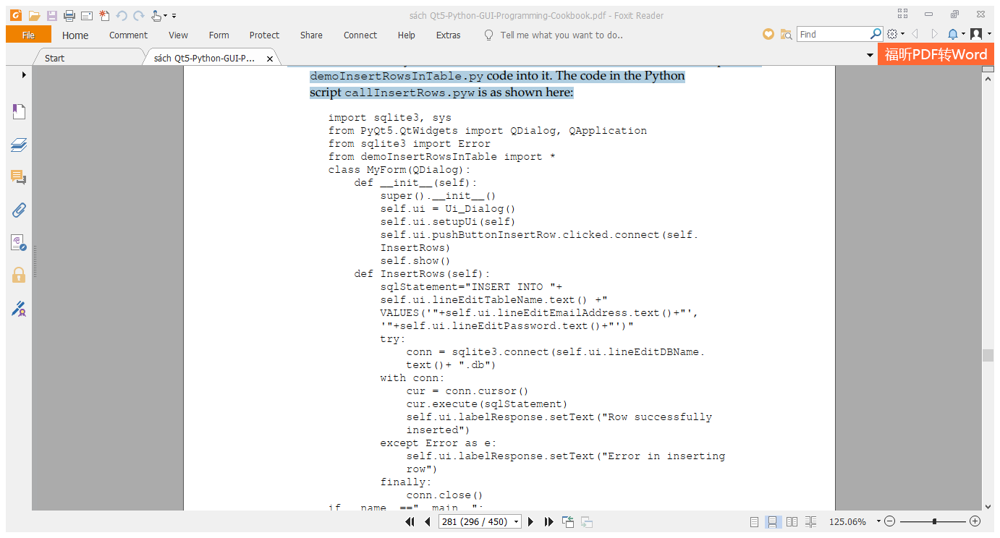 sách Qt5-Python-GUI-Programming-Cookbook.pdf - Foxit Reader
File Home Comment View Form Protect Share Connect Help Extras Tell me what you want to do.. Find
Start sách Qt5-Python-GUI-P... 福昕PDF转Word
demoInsertRowsInTable.py code into it. The code in the Python
script callInsertRows.pyw is as shown here:
import sqlite3, sys
from PyQt5.QtWidgets import QDialog, QApplication
from sqlite3 import Error
from demoInsertRowsInTable import *
class MyForm(QDialog):
def __init__(self):
super().__init__()
self.ui = Ui_Dialog()
self.ui.setupUi(self)
self.ui.pushButtonInsertRow.clicked.connect(self.
InsertRows)
self.show()
def InsertRows(self):
sqlStatement="INSERT INTO "+
self.ui.lineEditTableName.text() +"
VALUES('"+self.ui.lineEditEmailAddress.text()+"',
'"+self.ui.lineEditPassword.text()+"')"
try:
conn = sqlite3.connect(self.ui.lineEditDBName.
text()+ ".db")
with conn:
cur = conn.cursor()
cur.execute(sqlStatement)
self.ui.labelResponse.setText("Row successfully
inserted")
except Error as e:
self.ui.labelResponse.setText("Error in inserting
row")
finally:
conn.close()
if __name__=="__main__":
281 (296 / 450) 125.06%